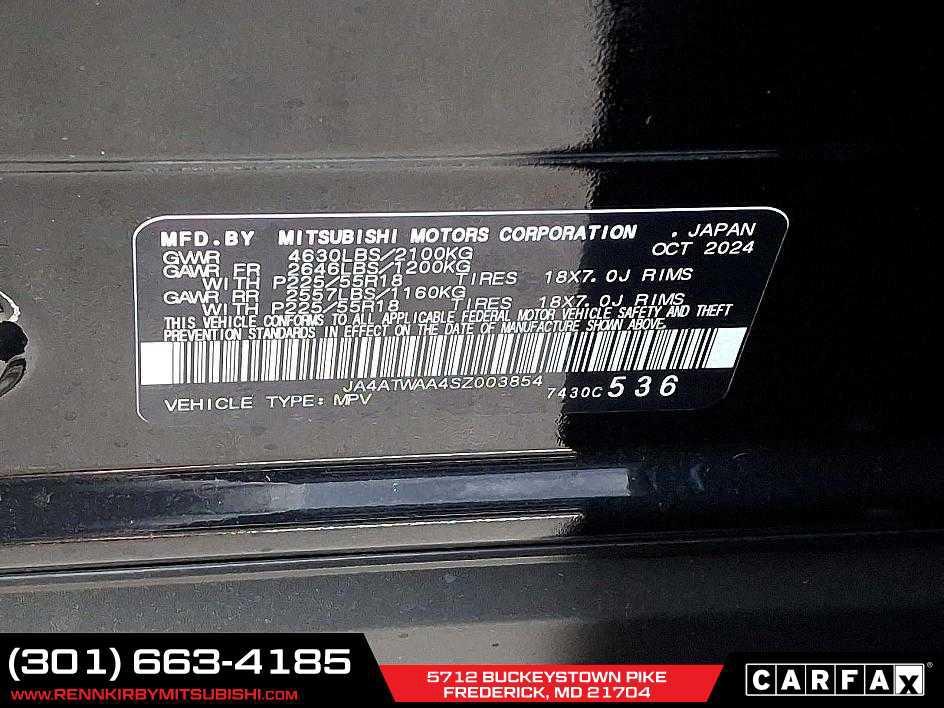 MFD.BY MITSUBISHI MOTORS CORPORATION , JAPAN
GVWR 4630LBS/2100KG OCT 2024
GAWR FR 2646LBS/1200KG
WITH P225/55R18 TIRES 18X7.0J RIMS
GAWR RR 2557LBS/1160KG
WITH P225/55R18 TIRES 18X7.0J RIMS
THIS VEHICLE CONFORMS TO ALL APPLICABLE FEDERAL MOTOR VEHICLE SAFETY AND THEFT
PREVENTION STANDARDS IN EFFECT ON THE DATE OF MANUFACTURE SHOWN ABOVE.
JA4ATWAA4SZ003854
VEHICLE TYPE: MPV 7430C 536
(301) 663-4185
WWW.RENNKIRBYMITSUBISHI.COM
5712 BUCKEYSTOWN PIKE
FREDERICK, MD 21704
CARFAX®